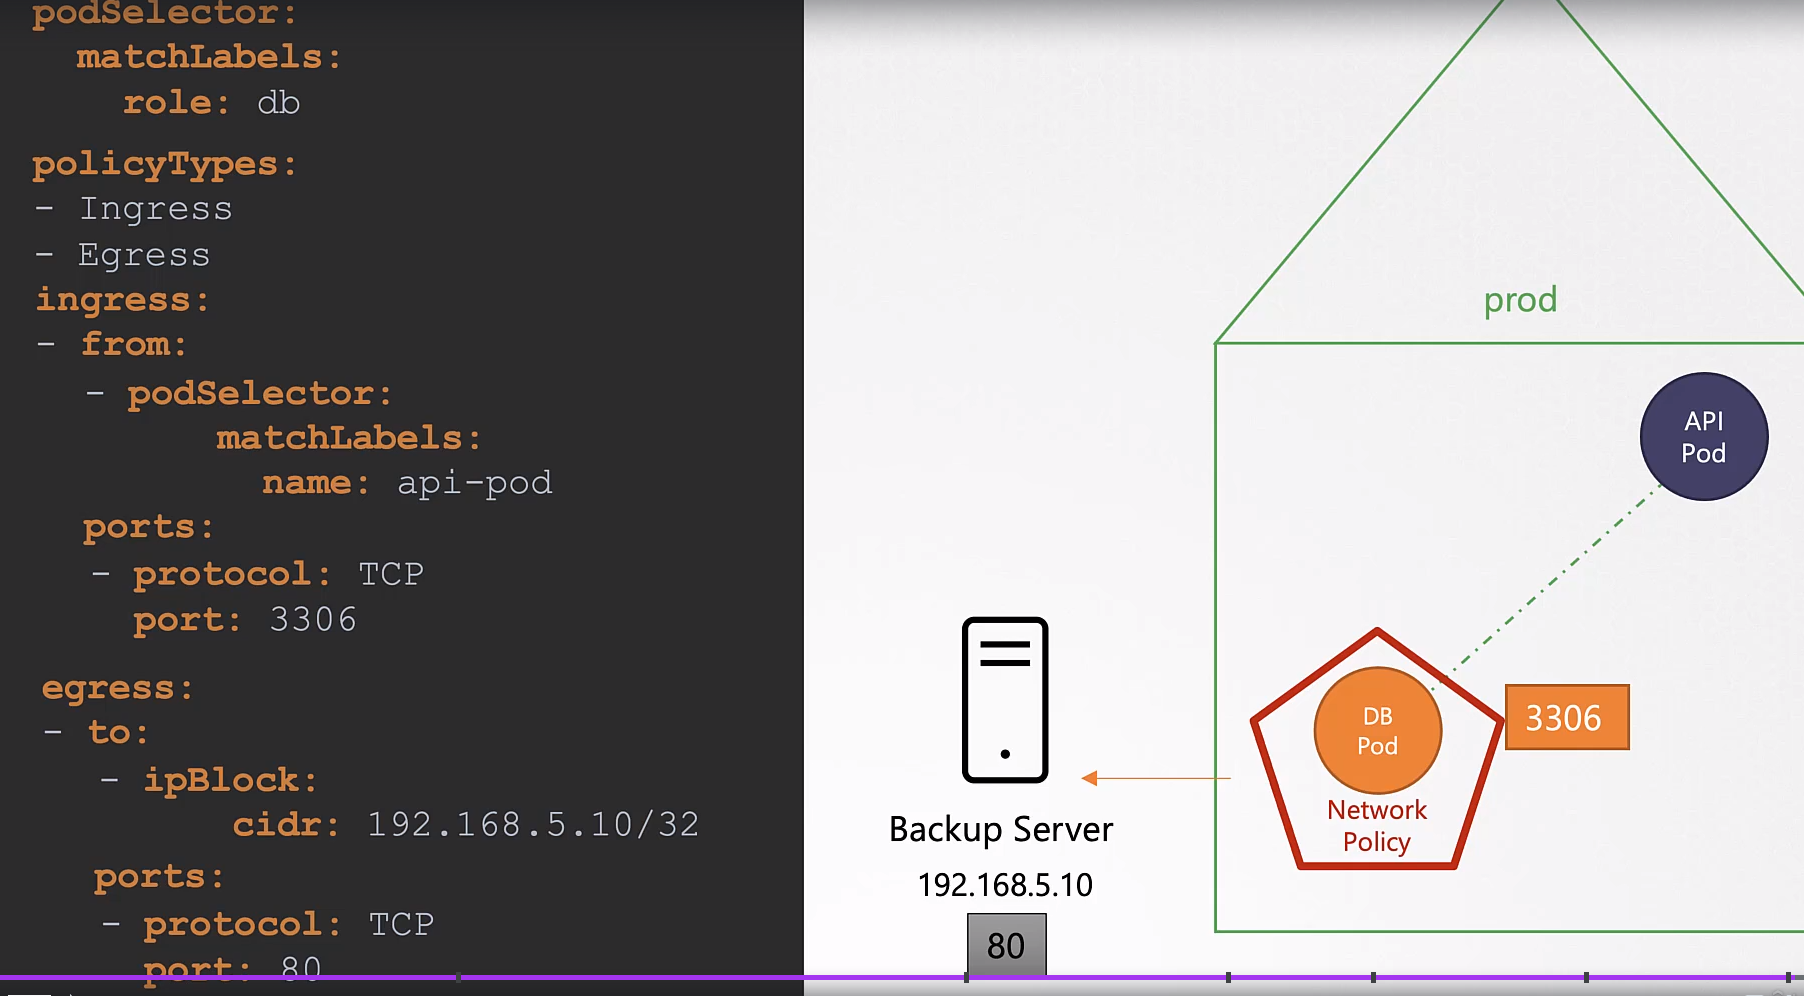 podSelector:
matchLabels:
role: db
policyTypes:
- Ingress
- Egress
ingress:
- from:
- podSelector:
matchLabels:
name: api-pod
ports:
- protocol: TCP
port: 3306
egress:
- to:
- ipBlock:
cidr: 192.168.5.10/32
ports:
- protocol: TCP
port: 80
prod
API
Pod
DB
Pod
3306
Network
Policy
Backup Server
192.168.5.10
80